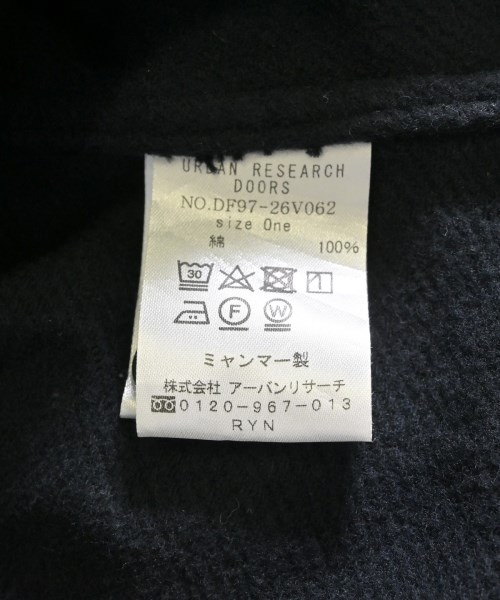 URBAN RESEARCH
DOORS
NO.DF97-26V062
size One
綿 100%
30
F W
ミャンマー製
株式会社 アーバンリサーチ
0120-967-013
RYN